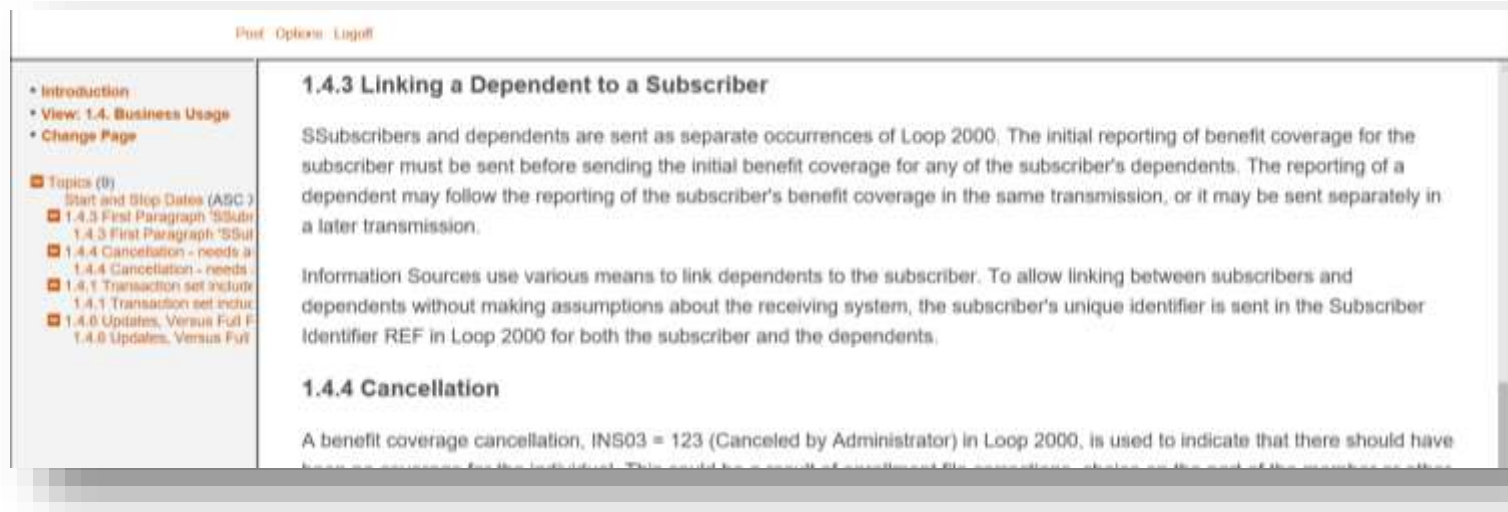 Post Options Logoff
• Introduction
• View: 1.4. Business Usage
• Change Page
Topics (9)
Start and Stop Dates (ASC X
1.4.3 First Paragraph 'SSubs
1.4.3 First Paragraph 'SSub
1.4.4 Cancellation - needs a
1.4.4 Cancellation - needs
1.4.1 Transaction set include
1.4.1 Transaction set includ
1.4.6 Updates, Versus Full F
1.4.6 Updates, Versus Full
1.4.3 Linking a Dependent to a Subscriber
SSubscribers and dependents are sent as separate occurrences of Loop 2000. The initial reporting of benefit coverage for the
subscriber must be sent before sending the initial benefit coverage for any of the subscriber's dependents. The reporting of a
dependent may follow the reporting of the subscriber's benefit coverage in the same transmission, or it may be sent separately in
a later transmission.
Information Sources use various means to link dependents to the subscriber. To allow linking between subscribers and
dependents without making assumptions about the receiving system, the subscriber's unique identifier is sent in the Subscriber
Identifier REF in Loop 2000 for both the subscriber and the dependents.
1.4.4 Cancellation
A benefit coverage cancellation, INS03 = 123 (Canceled by Administrator) in Loop 2000, is used to indicate that there should have